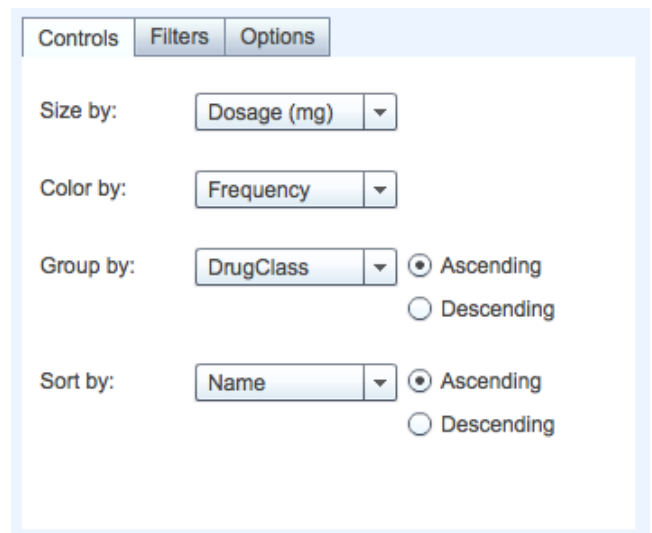 Controls Filters Options
Size by: Dosage (mg)
Color by: Frequency
Group by: DrugClass Ascending
Descending
Sort by: Name Ascending
Descending